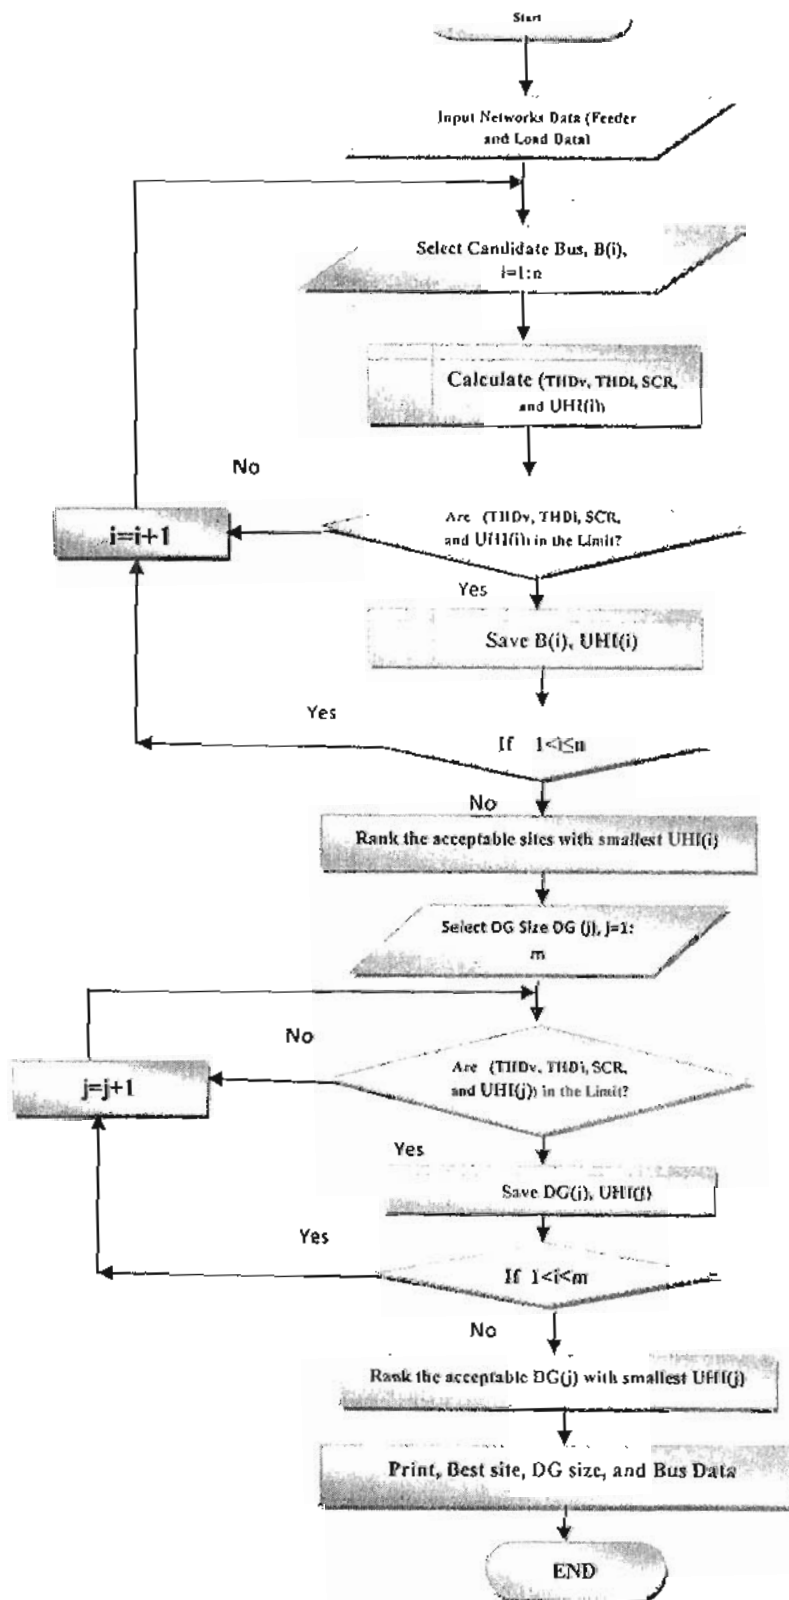 Start
Input Networks Data (Feeder
and Load Data)
Select Candidate Bus, B(i),
i=1:n
Calculate (THDv, THDi, SCR,
and UHI(i))
No
Are (THDv, THDi, SCR,
and UHI(i)) in the Limit?
i=i+1
Yes
Save B(i), UHI(i)
Yes
If 1<i≤n
No
Rank the acceptable sites with smallest UHI(i)
Select DG Size DG (j), j=1:
m
No
Are (THDv, THDi, SCR,
and UHI(j)) in the Limit?
j=j+1
Yes
Save DG(j), UHI(j)
Yes
If 1<i<m
No
Rank the acceptable DG(j) with smallest UHI(j)
Print, Best site, DG size, and Bus Data
END